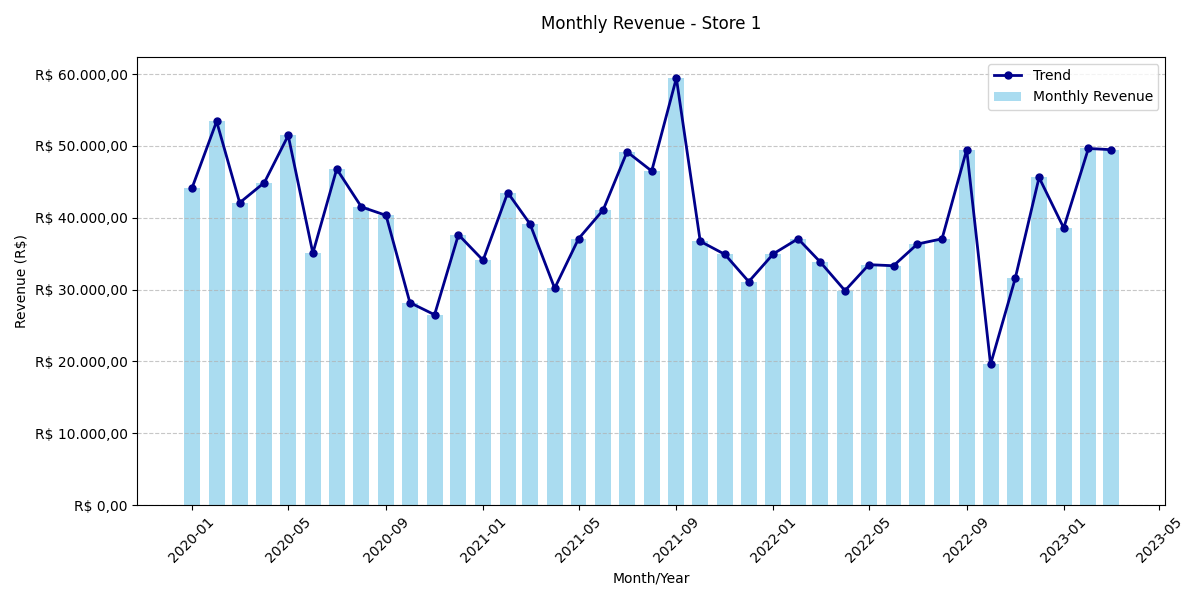 Monthly Revenue - Store 1
Trend
Monthly Revenue
Revenue (R$)
R$ 60.000,00
R$ 50.000,00
R$ 40.000,00
R$ 30.000,00
R$ 20.000,00
R$ 10.000,00
R$ 0,00
2020-01
2020-05
2020-09
2021-01
2021-05
2021-09
2022-01
2022-05
2022-09
2023-01
2023-05
Month/Year